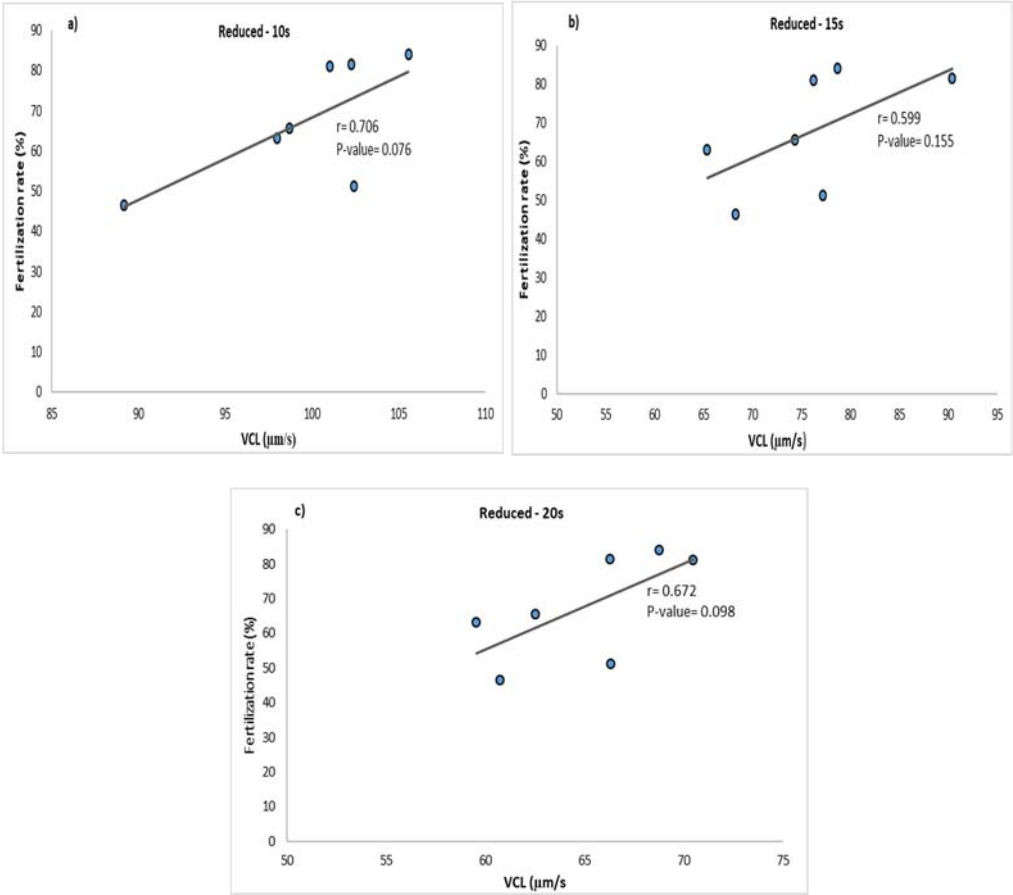 a)
Reduced - 10s
Fertilization rate (%)
90
80
70
60
50
40
30
20
10
0
r= 0.706
P-value= 0.076
85
90
95
100
105
110
VCL (µm/s)
b)
Reduced - 15s
Fertilization rate (%)
90
80
70
60
50
40
30
20
10
0
r= 0.599
P-value= 0.155
50
55
60
65
70
75
80
85
90
95
VCL (µm/s)
c)
Reduced - 20s
Fertilization rate (%)
90
80
70
60
50
40
30
20
10
0
r= 0.672
P-value= 0.098
50
60
65
70
75
VCL (µm/s